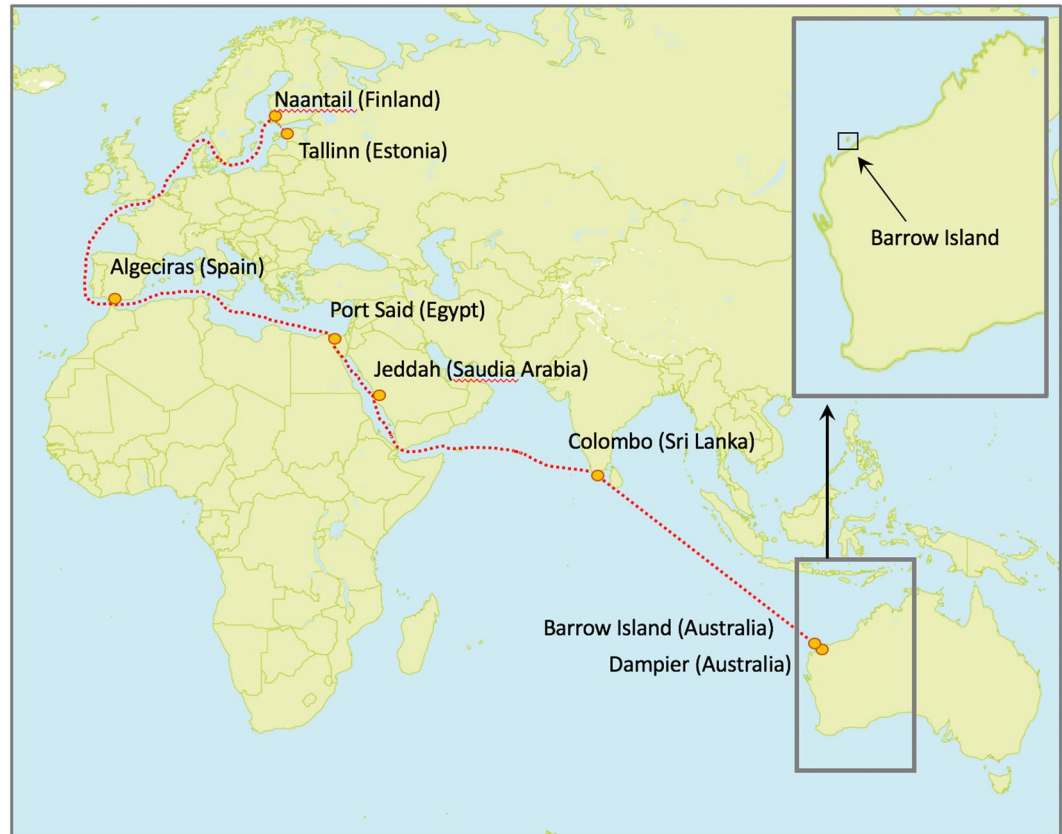 Naantail (Finland)
Tallinn (Estonia)
Barrow Island
Algeciras (Spain)
Port Said (Egypt)
Jeddah (Saudia Arabia)
Colombo (Sri Lanka)
Barrow Island (Australia)
Dampier (Australia)